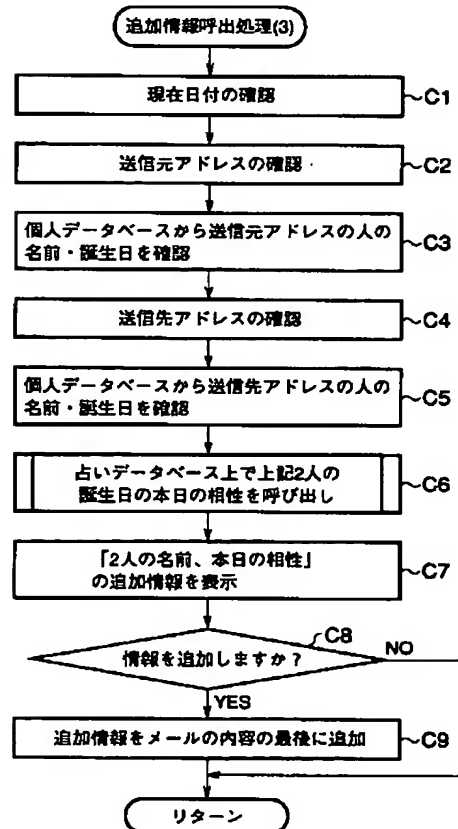 追加情報呼出処理(3)
現在日付の確認
C1
送信元アドレスの確認
C2
個人データベースから送信元アドレスの人の
名前・誕生日を確認
C3
送信先アドレスの確認
C4
個人データベースから送信先アドレスの人の
名前・誕生日を確認
C5
占いデータベース上で上記2人の
誕生日の本日の相性を呼び出し
C6
「2人の名前、本日の相性」
の追加情報を表示
C7
C8
情報を追加しますか?
NO
YES
追加情報をメールの内容の最後に追加
C9
リターン